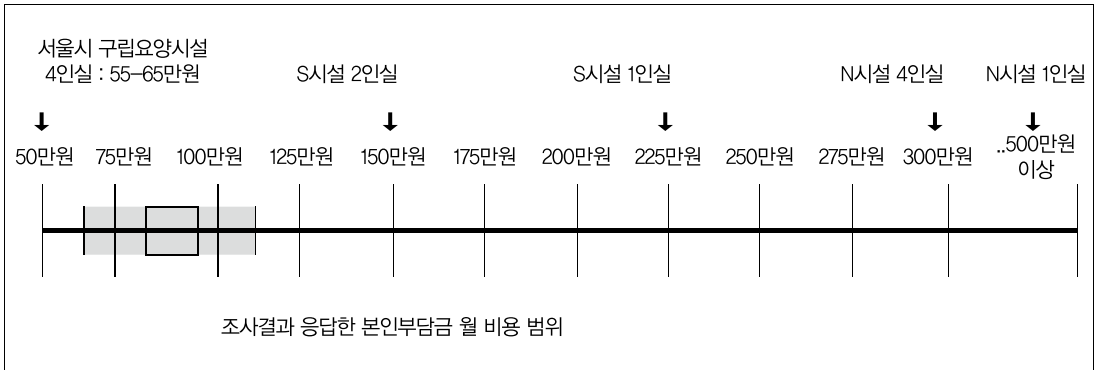 서울시 구립요양시설
4인실 : 55-65만원
S시설 2인실
S시설 1인실
N시설 4인실
N시설 1인실
50만원
75만원
100만원
125만원
150만원
175만원
200만원
225만원
250만원
275만원
300만원
..500만원
이상
조사결과 응답한 본인부담금 월 비용 범위